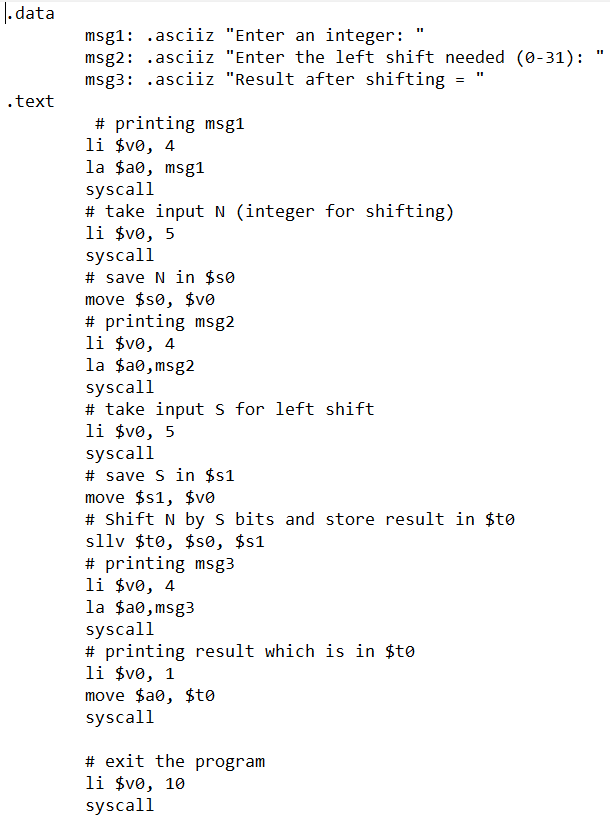 .data
msg1: .asciiz "Enter an integer: "
msg2: .asciiz "Enter the left shift needed (0-31): "
msg3: .asciiz "Result after shifting = "
.text
# printing msg1
li $v0, 4
la $a0, msg1
syscall
# take input N (integer for shifting)
li $v0, 5
syscall
# save N in $s0
move $s0, $v0
# printing msg2
li $v0, 4
la $a0,msg2
syscall
# take input S for left shift
li $v0, 5
syscall
# save S in $s1
move $s1, $v0
# Shift N by S bits and store result in $t0
sllv $t0, $s0, $s1
# printing msg3
li $v0, 4
la $a0,msg3
syscall
# printing result which is in $t0
li $v0, 1
move $a0, $t0
syscall
# exit the program
li $v0, 10
syscall